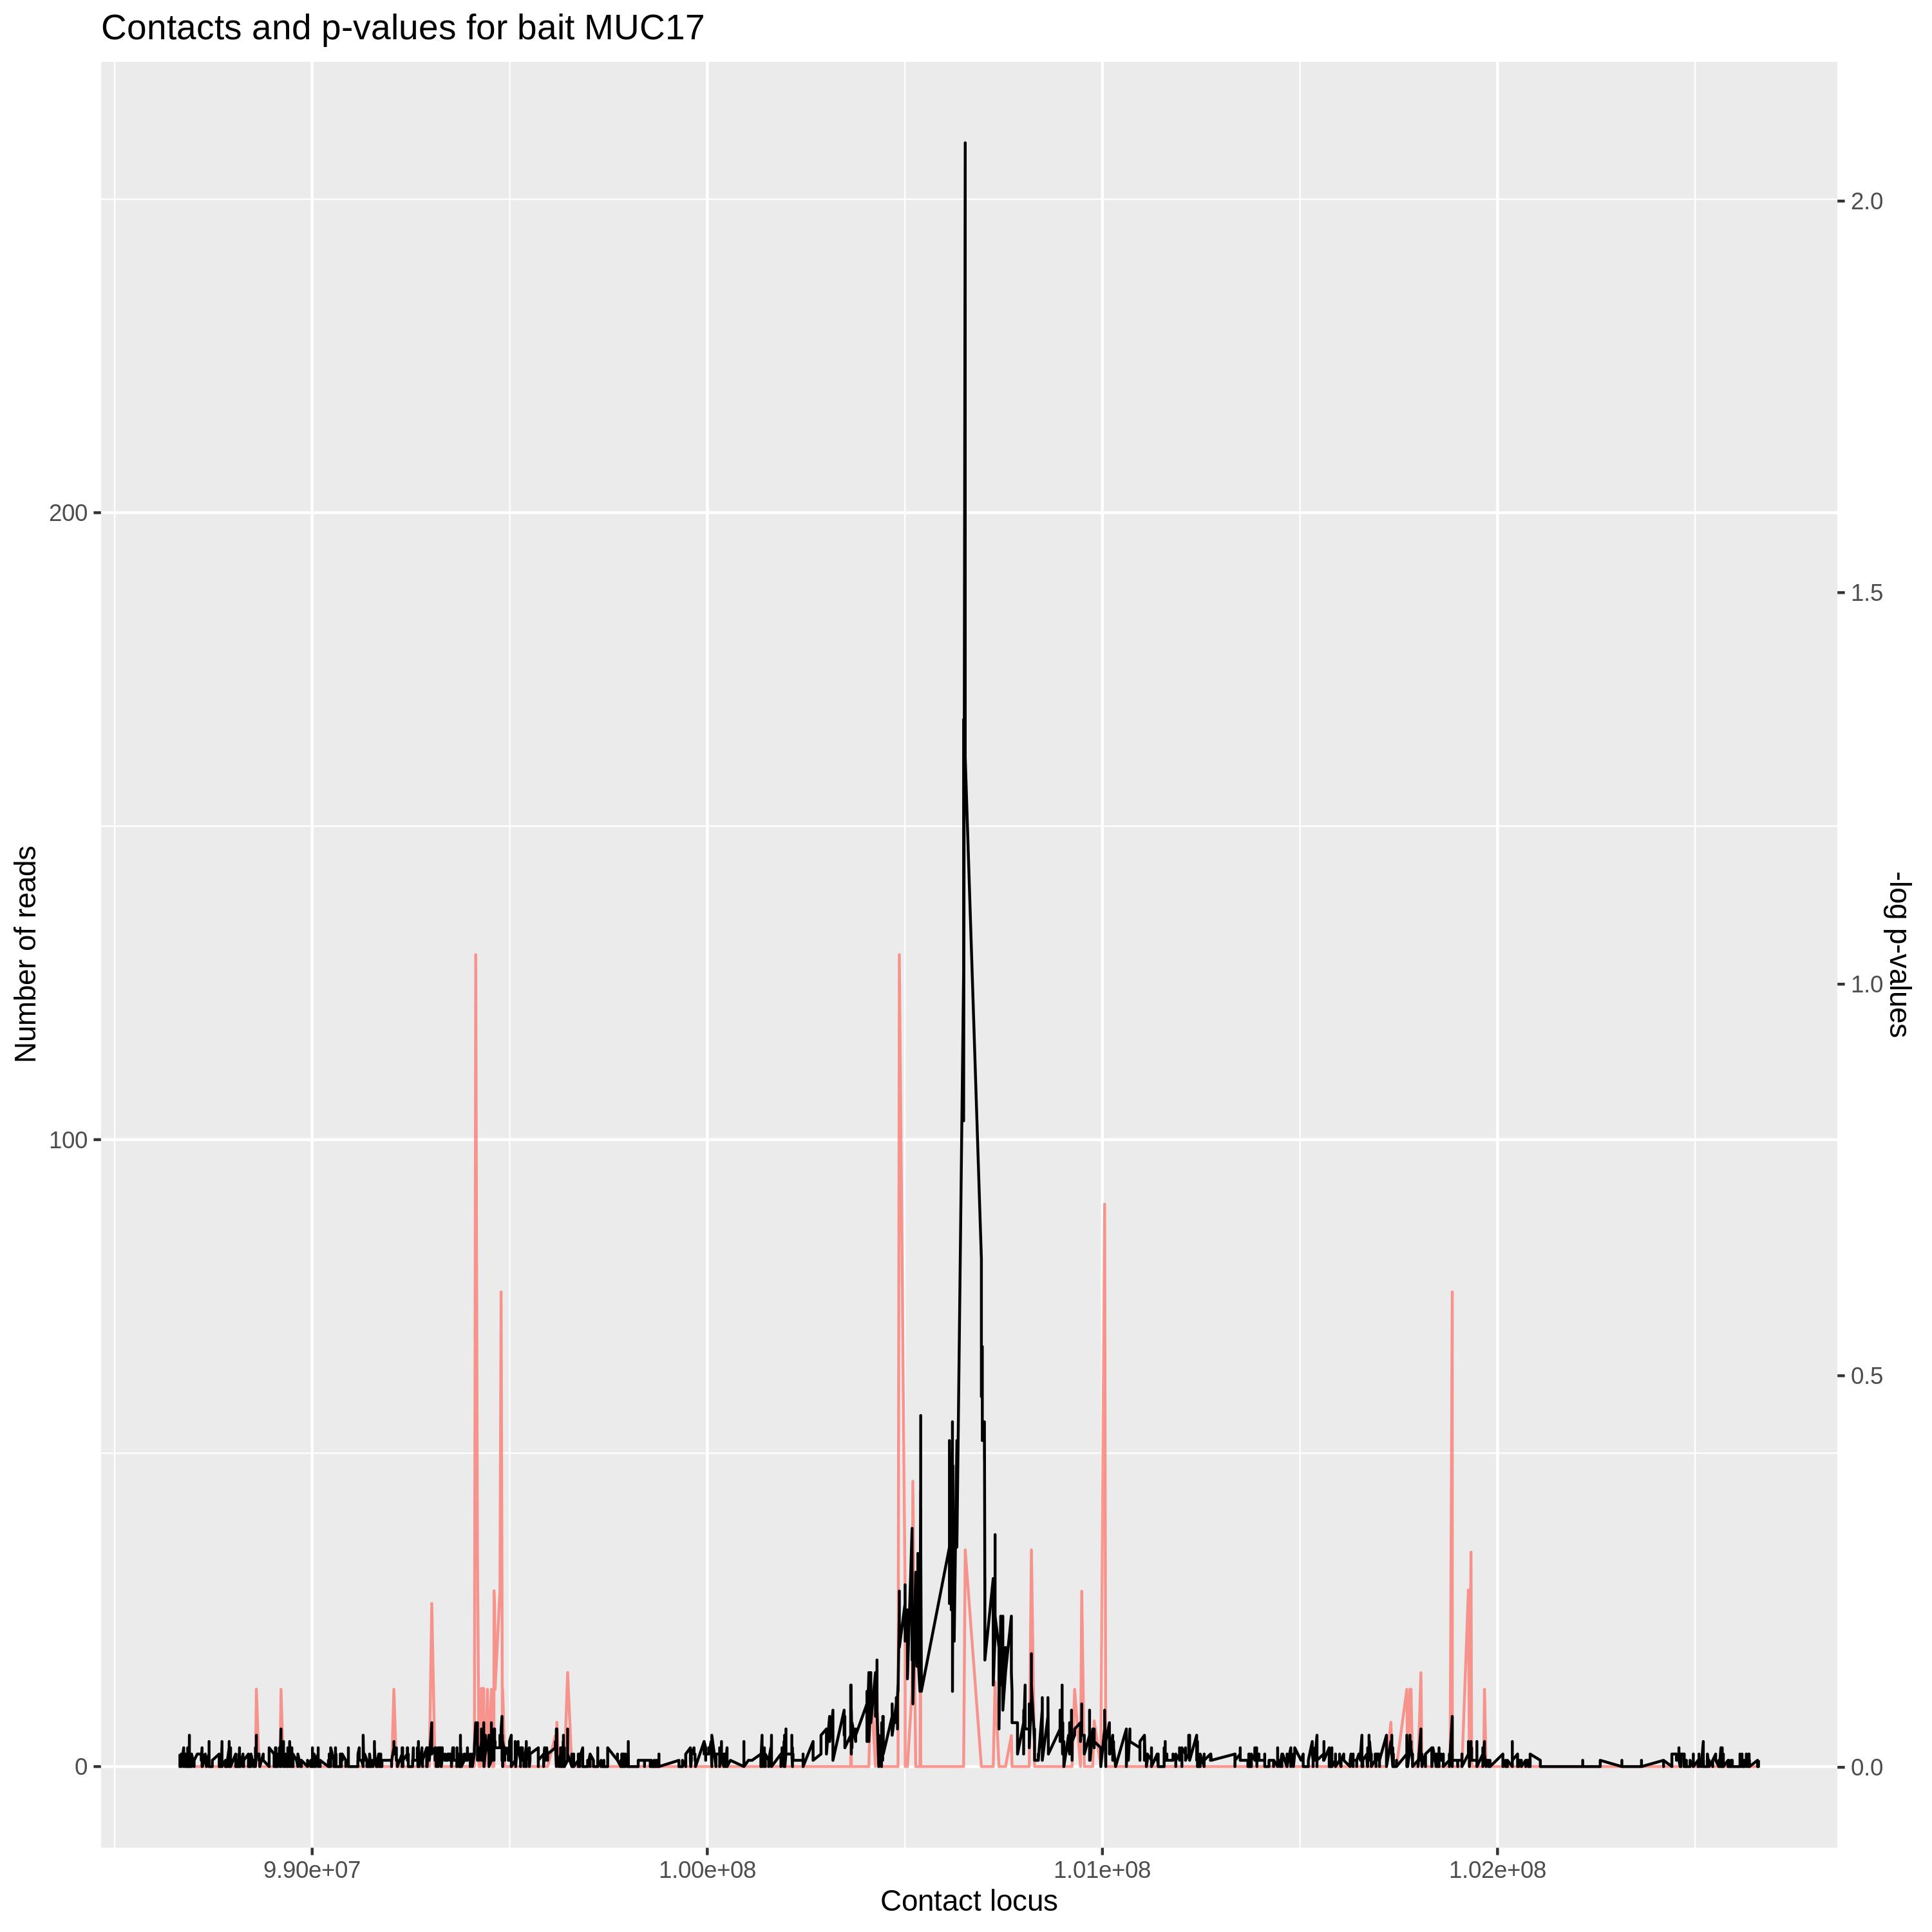 Contacts and p-values for bait MUC17
Number of reads
200
100
0
2.0
1.5
1.0
0.5
0.0
-log p-values
9.90e+07
1.00e+08
1.01e+08
1.02e+08
Contact locus